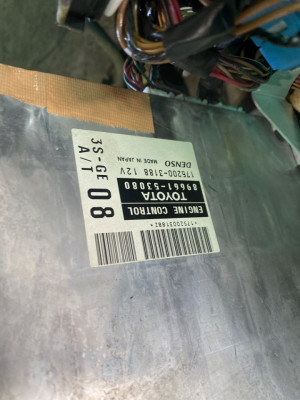 DENSO MADE IN JAPAN
175200-3188 12V
89661-53080
TOYOTA
ENGINE CONTROL
3S-GE
A/T
08